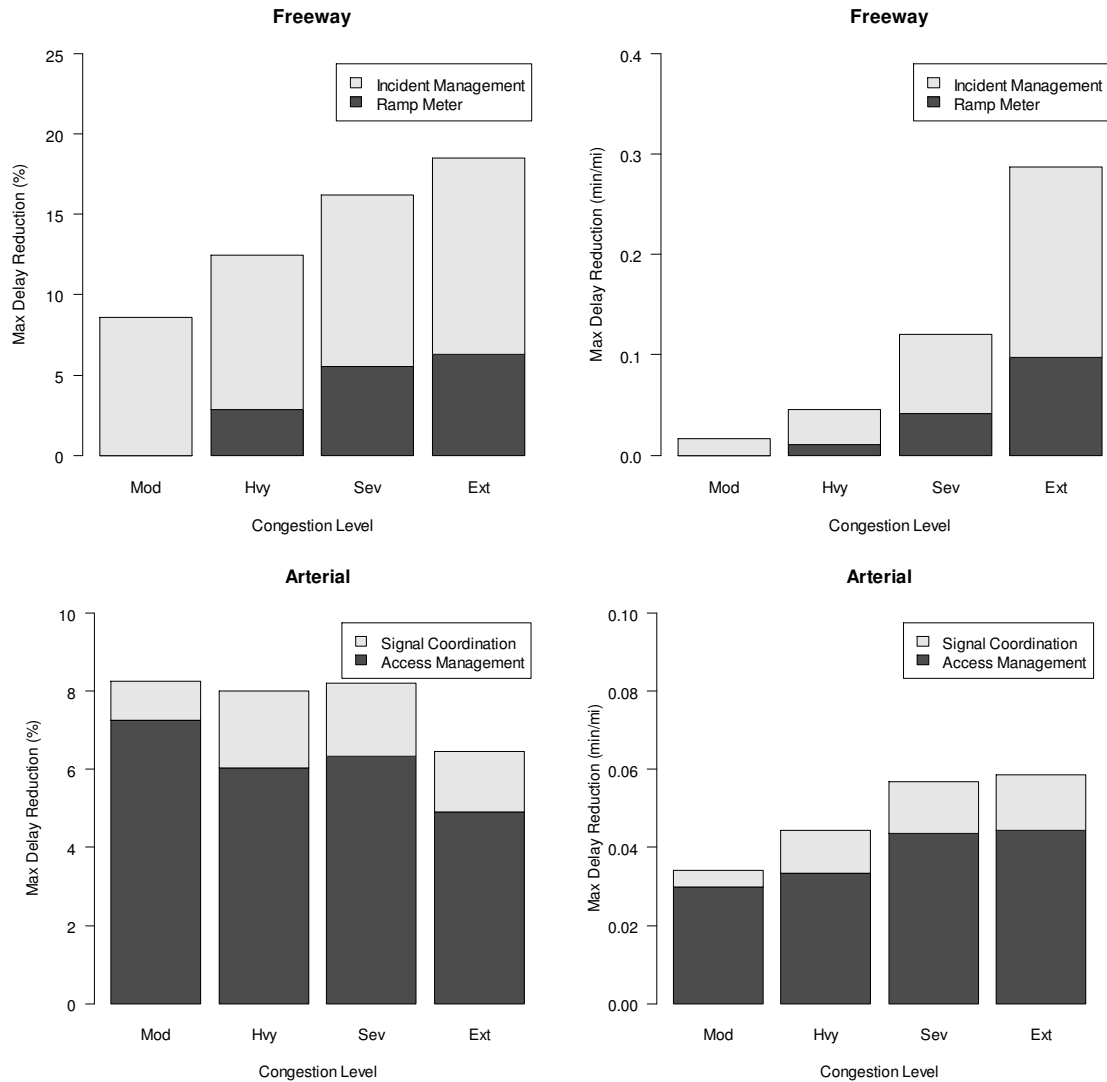 Freeway
Max Delay Reduction (%)
25
20
15
10
5
0
Incident Management
Ramp Meter
Mod Hvy Sev Ext
Congestion Level
Freeway
Max Delay Reduction (min/mi)
0.4
0.3
0.2
0.1
0.0
Incident Management
Ramp Meter
Mod Hvy Sev Ext
Congestion Level
Arterial
Max Delay Reduction (%)
10
8
6
4
2
0
Signal Coordination
Access Management
Mod Hvy Sev Ext
Congestion Level
Arterial
Max Delay Reduction (min/mi)
0.10
0.08
0.06
0.04
0.02
0.00
Signal Coordination
Access Management
Mod Hvy Sev Ext
Congestion Level